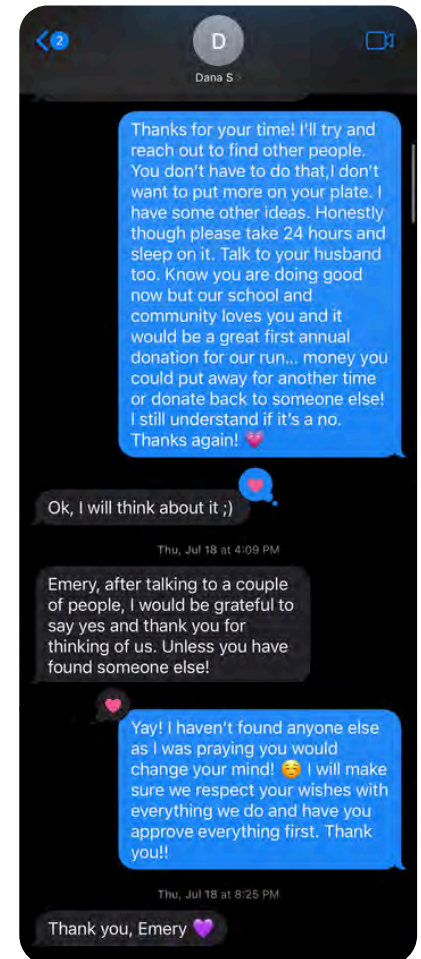 2
D
Dana S
Thanks for your time! I'll try and
reach out to find other people.
You don't have to do that,I don't
want to put more on your plate. I
have some other ideas. Honestly
though please take 24 hours and
sleep on it. Talk to your husband
too. Know you are doing good
now but our school and
community loves you and it
would be a great first annual
donation for our run... money you
could put away for another time
or donate back to someone else!
I still understand if it's a no.
Thanks again! 💗
Ok, I will think about it ;)
Thu, Jul 18 at 4:09 PM
Emery, after talking to a couple
of people, I would be grateful to
say yes and thank you for
thinking of us. Unless you have
found someone else!
Yay! I haven't found anyone else
as I was praying you would
change your mind! ☺️ I will make
sure we respect your wishes with
everything we do and have you
approve everything first. Thank
you!!
Thu, Jul 18 at 8:25 PM
Thank you, Emery 💜